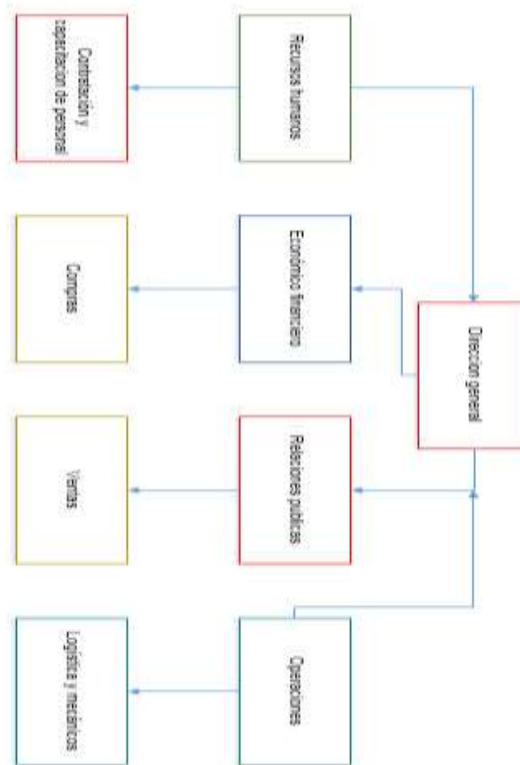 Dirección general
Recursos humanos
Económico financiero
Relaciones públicas
Operaciones
Contratación y
capacitación de personal
Compras
Ventas
Logística y mecánicos